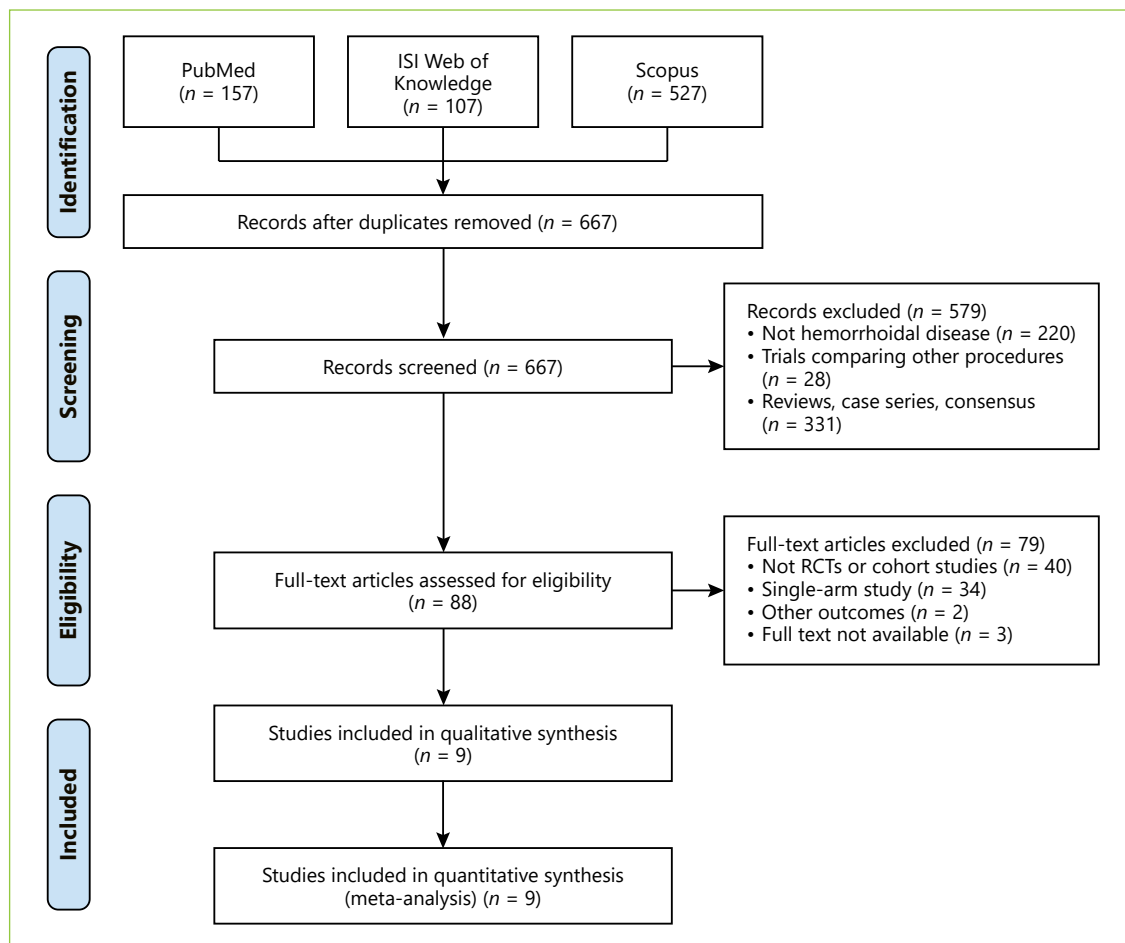 Identification
PubMed
(n = 157)
ISI Web of
Knowledge
(n = 107)
Scopus
(n = 527)
Records after duplicates removed (n = 667)
Screening
Records screened (n = 667)
Records excluded (n = 579)
• Not hemorrhoidal disease (n = 220)
• Trials comparing other procedures
(n = 28)
• Reviews, case series, consensus
(n = 331)
Eligibility
Full-text articles assessed for eligibility
(n = 88)
Full-text articles excluded (n = 79)
• Not RCTs or cohort studies (n = 40)
• Single-arm study (n = 34)
• Other outcomes (n = 2)
• Full text not available (n = 3)
Included
Studies included in qualitative synthesis
(n = 9)
Studies included in quantitative synthesis
(meta-analysis) (n = 9)